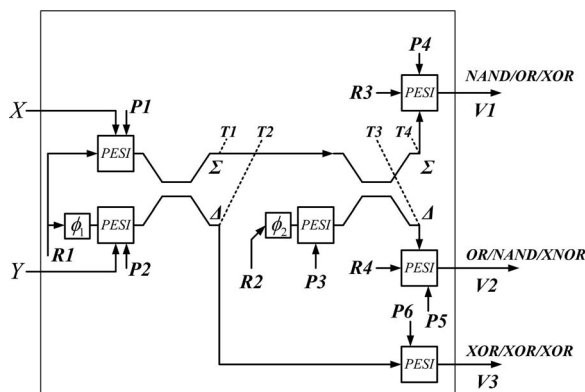 P4
NAND/OR/XOR
R3
PESI
V1
X
P1
T1
T2
T3
T4
PESI
Σ
Σ
Δ
Δ
ϕ1
PESI
ϕ2
PESI
R1
Y
P2
R2
P3
R4
PESI
OR/NAND/XNOR
V2
P5
P6
PESI
XOR/XOR/XOR
V3